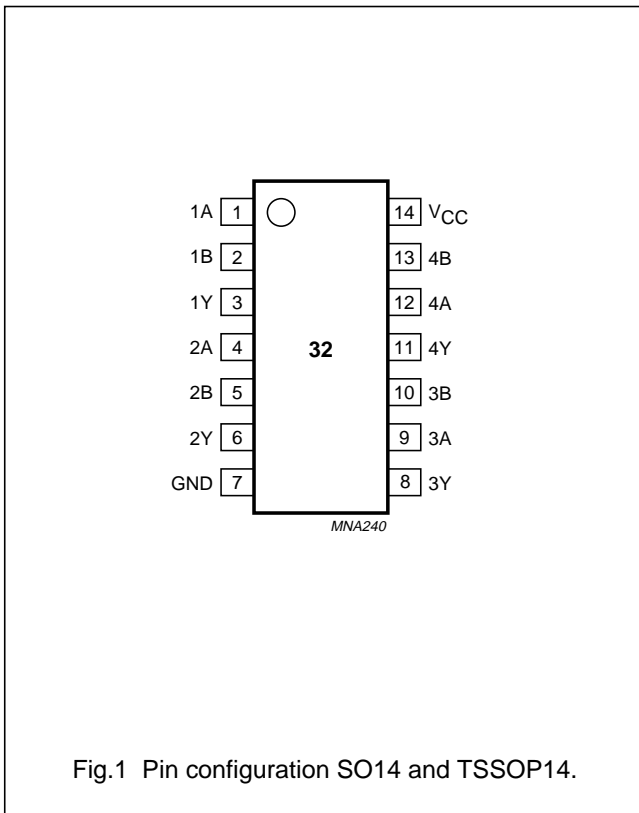 1A 1 14 VCC
1B 2 13 4B
1Y 3 12 4A
2A 4 32 11 4Y
2B 5 10 3B
2Y 6 9 3A
GND 7 8 3Y
MNA240
Fig.1 Pin configuration SO14 and TSSOP14.